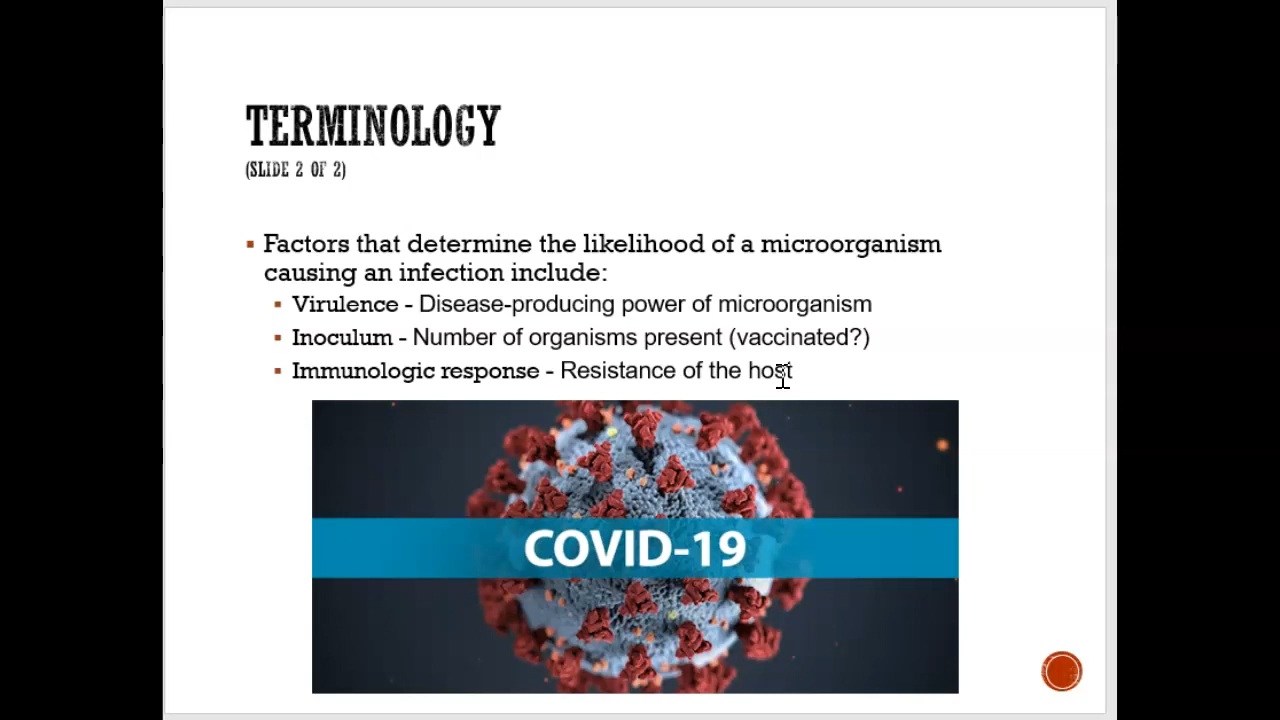 TERMINOLOGY
(SLIDE 2 OF 2)
Factors that determine the likelihood of a microorganism
causing an infection include:
Virulence - Disease-producing power of microorganism
Inoculum - Number of organisms present (vaccinated?)
Immunologic response - Resistance of the host
COVID-19